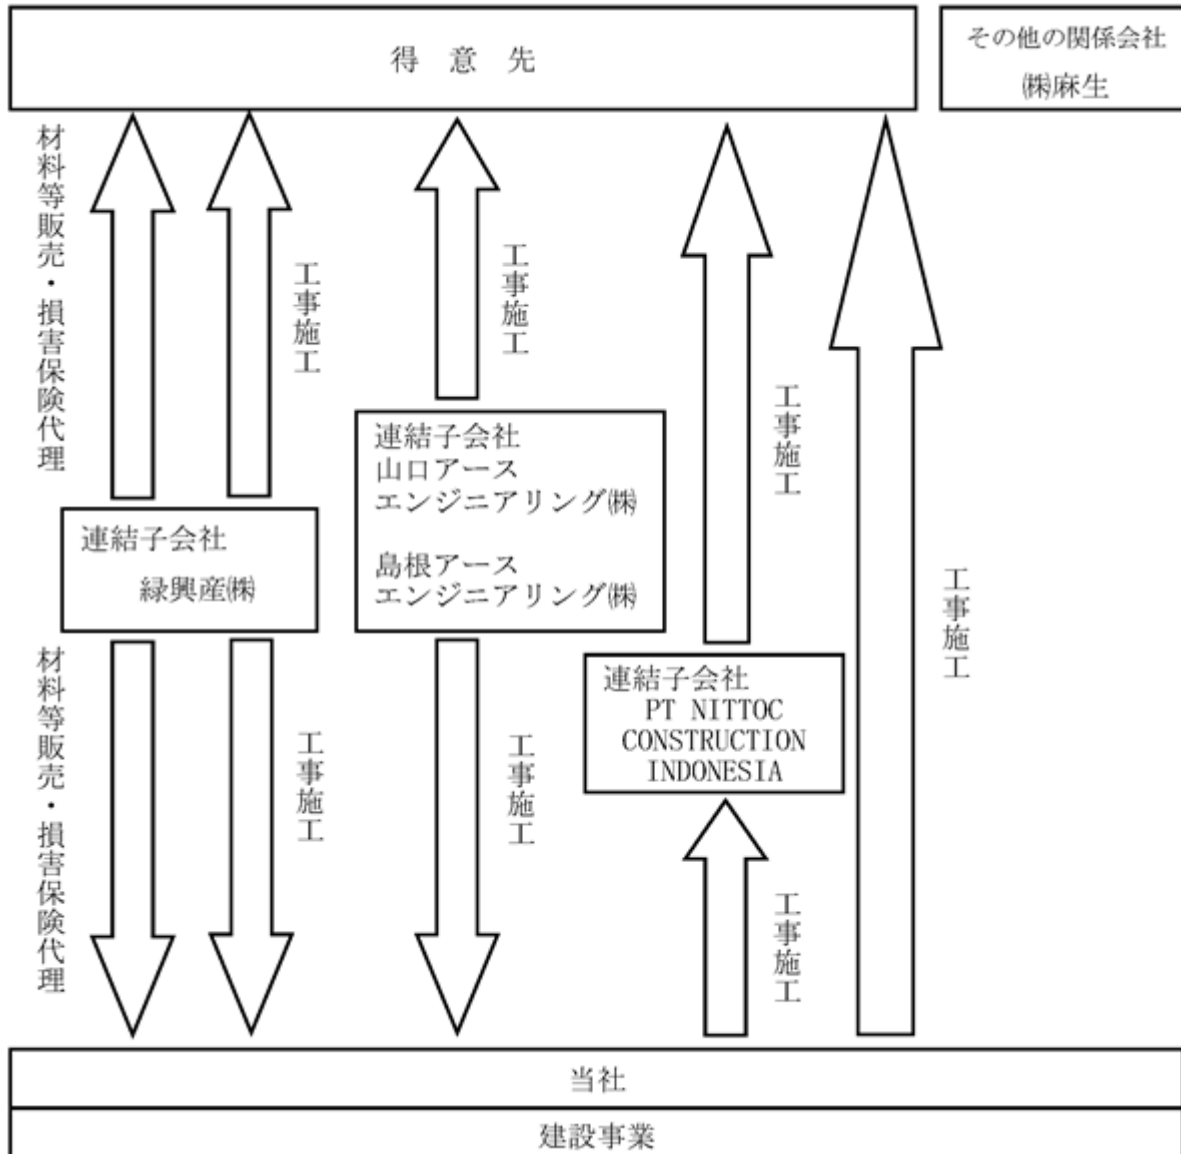 得意先
その他の関係会社
㈱麻生
材料等販売・損害保険代理
工事施工
工事施工
工事施工
工事施工
連結子会社
緑興産㈱
連結子会社
山口アース
エンジニアリング㈱
島根アース
エンジニアリング㈱
連結子会社
PT NITTOC
CONSTRUCTION
INDONESIA
材料等販売・損害保険代理
工事施工
工事施工
工事施工
当社
建設事業